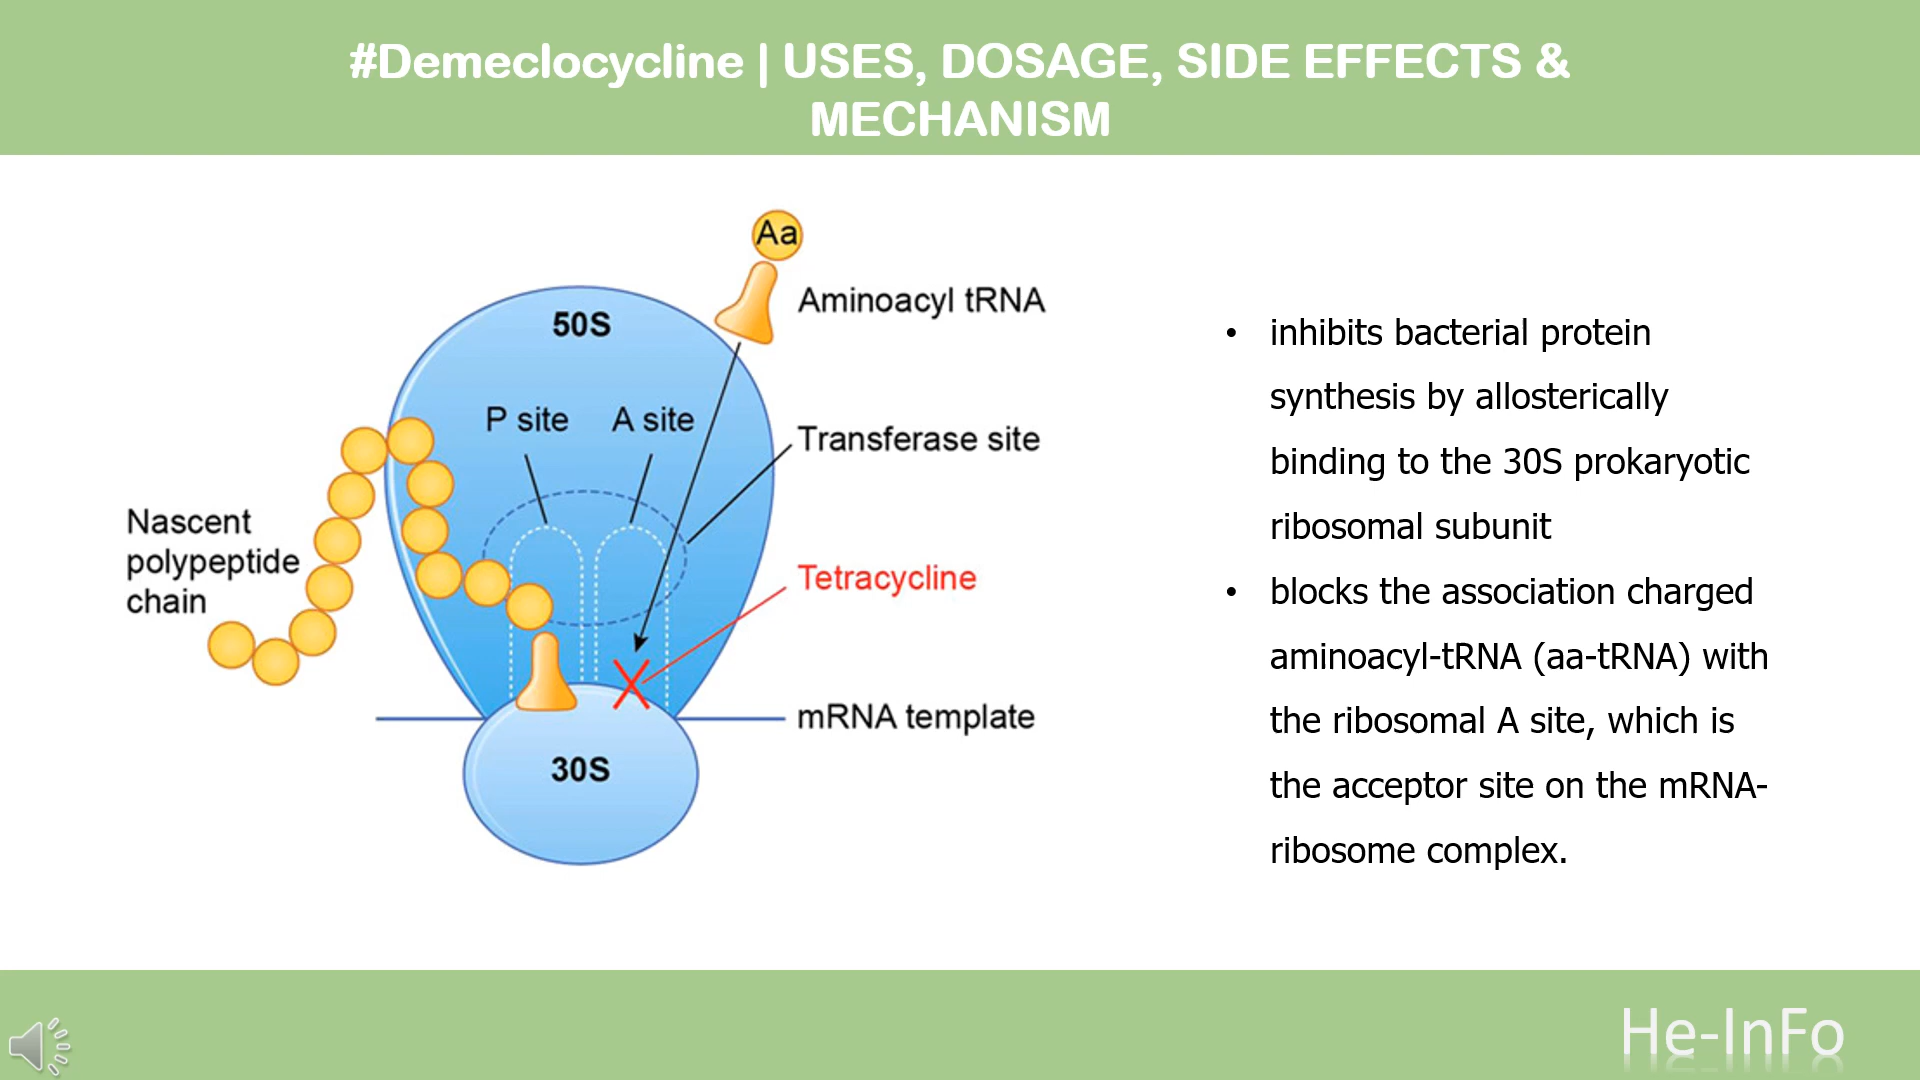 #Demeclocycline | USES, DOSAGE, SIDE EFFECTS &
MECHANISM
Aa
Aminoacyl tRNA
50S
P site
A site
Transferase site
Nascent
polypeptide
chain
Tetracycline
mRNA template
30S
• inhibits bacterial protein
synthesis by allosterically
binding to the 30S prokaryotic
ribosomal subunit
• blocks the association charged
aminoacyl-tRNA (aa-tRNA) with
the ribosomal A site, which is
the acceptor site on the mRNA-
ribosome complex.
He-InFo